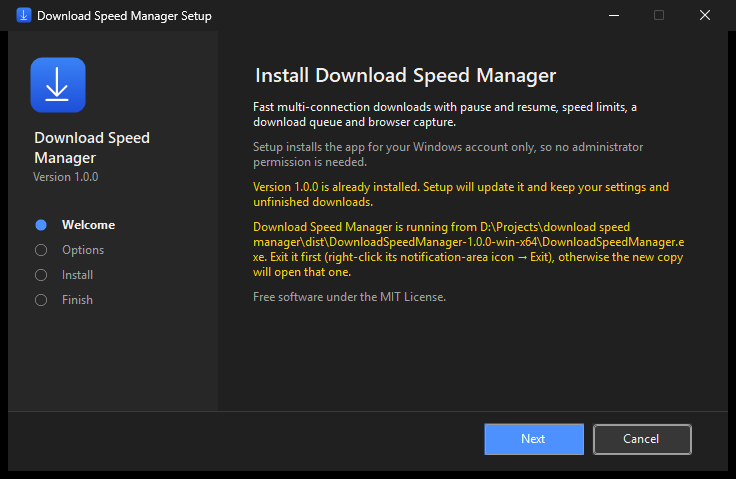 Download Speed Manager Setup
Download Speed
Manager
Version 1.0.0
Welcome
Options
Install
Finish
Install Download Speed Manager
Fast multi-connection downloads with pause and resume, speed limits, a
download queue and browser capture.
Setup installs the app for your Windows account only, so no administrator
permission is needed.
Version 1.0.0 is already installed. Setup will update it and keep your settings and
unfinished downloads.
Download Speed Manager is running from D:\Projects\download speed
manager\dist\DownloadSpeedManager-1.0.0-win-x64\DownloadSpeedManager.e
xe. Exit it first (right-click its notification-area icon → Exit), otherwise the new copy
will open that one.
Free software under the MIT License.
Next
Cancel